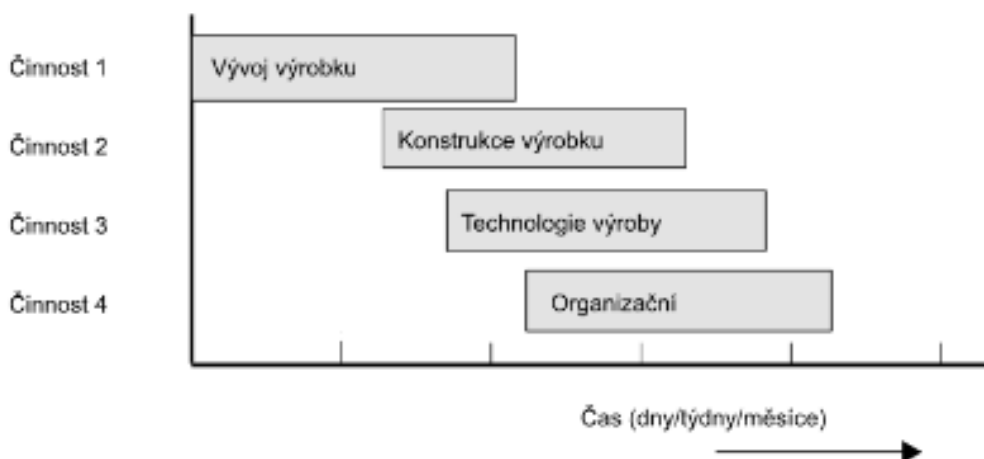 Činnost 1
Vývoj výrobku
Činnost 2
Konstrukce výrobku
Činnost 3
Technologie výroby
Činnost 4
Organizační
Čas (dny/týdny/měsíce)